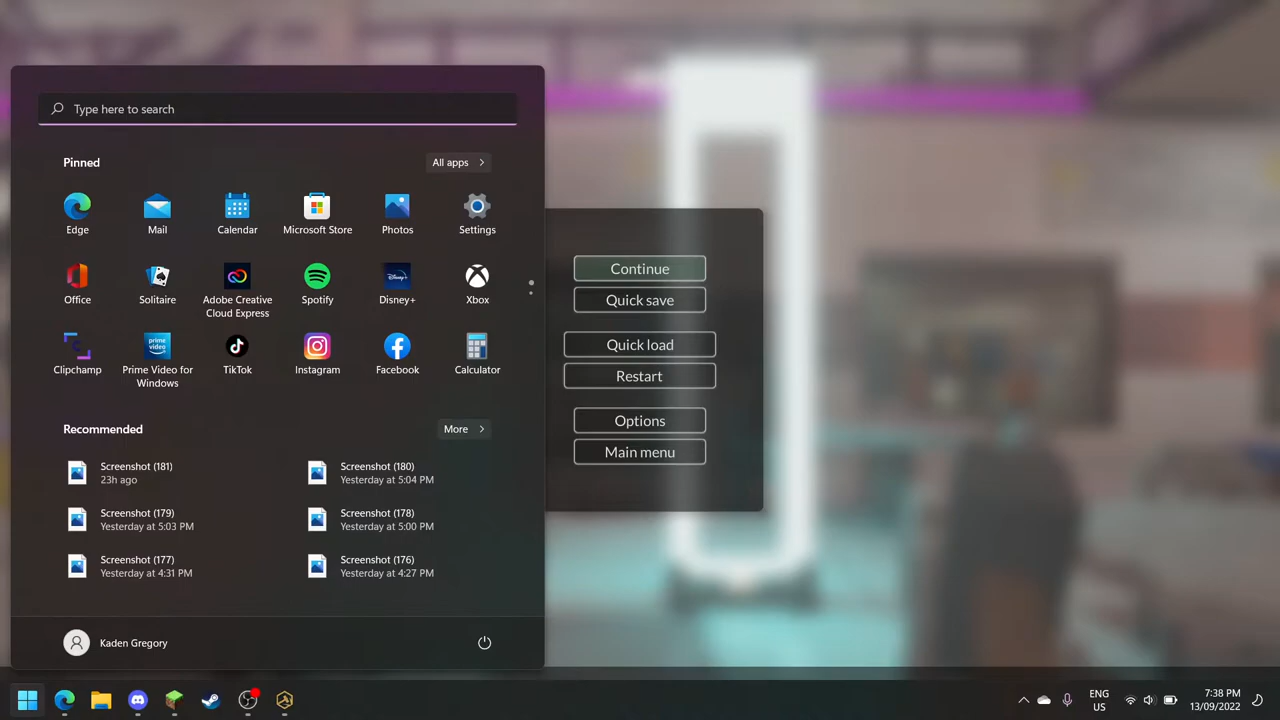 Type here to search
Pinned
All apps
Edge
Mail
Calendar
Microsoft Store
Photos
Settings
Office
Solitaire
Adobe Creative
Cloud Express
Spotify
Disney+
Xbox
Clipchamp
Prime Video for
Windows
TikTok
Instagram
Facebook
Calculator
prime
video
Disney+
Recommended
More
Screenshot (181)
23h ago
Screenshot (180)
Yesterday at 5:04 PM
Screenshot (179)
Yesterday at 5:03 PM
Screenshot (178)
Yesterday at 5:00 PM
Screenshot (177)
Yesterday at 4:31 PM
Screenshot (176)
Yesterday at 4:27 PM
Kaden Gregory
Continue
Quick save
Quick load
Restart
Options
Main menu
ENG
US
7:38 PM
13/09/2022